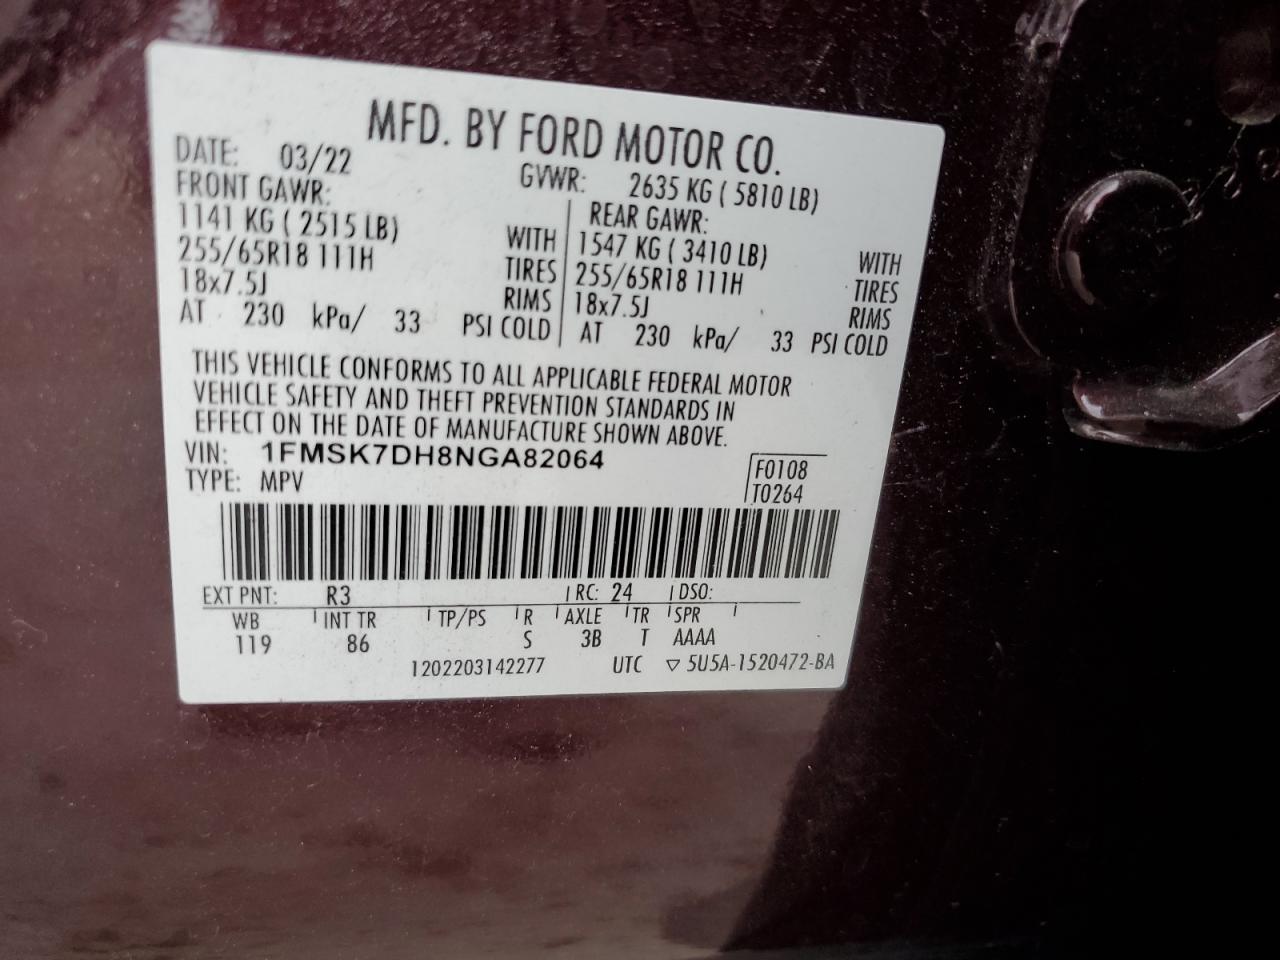 MFD. BY FORD MOTOR CO.
DATE: 03/22 GVWR: 2635 KG ( 5810 LB)
FRONT GAWR: REAR GAWR:
1141 KG ( 2515 LB) WITH 1547 KG ( 3410 LB) WITH
255/65R18 111H TIRES 255/65R18 111H TIRES
18x7.5J RIMS 18x7.5J RIMS
AT 230 kPa/ 33 PSI COLD AT 230 kPa/ 33 PSI COLD
THIS VEHICLE CONFORMS TO ALL APPLICABLE FEDERAL MOTOR
VEHICLE SAFETY AND THEFT PREVENTION STANDARDS IN
EFFECT ON THE DATE OF MANUFACTURE SHOWN ABOVE.
VIN: 1FMSK7DH8NGA82064
TYPE: MPV
F0108
T0264
EXT PNT: R3 RC: 24 DSO:
WB INT TR TP/PS R AXLE TR SPR
119 86 S 3B T AAAA
1202203142277 UTC ▽ 5U5A-1520472-BA